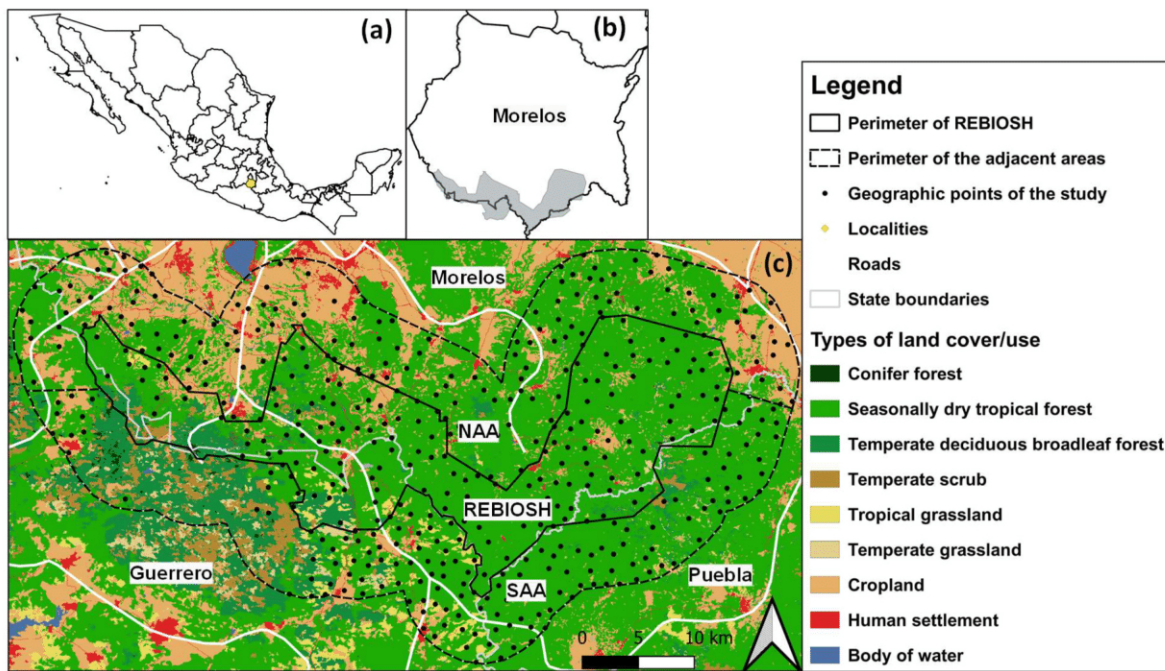 (a)
(b)
Morelos
(c)
Morelos
NAA
REBIOSH
Guerrero
SAA
Puebla
0 5 10 km
Legend
Perimeter of REBIOSH
Perimeter of the adjacent areas
Geographic points of the study
Localities
Roads
State boundaries
Types of land cover/use
Conifer forest
Seasonally dry tropical forest
Temperate deciduous broadleaf forest
Temperate scrub
Tropical grassland
Temperate grassland
Cropland
Human settlement
Body of water